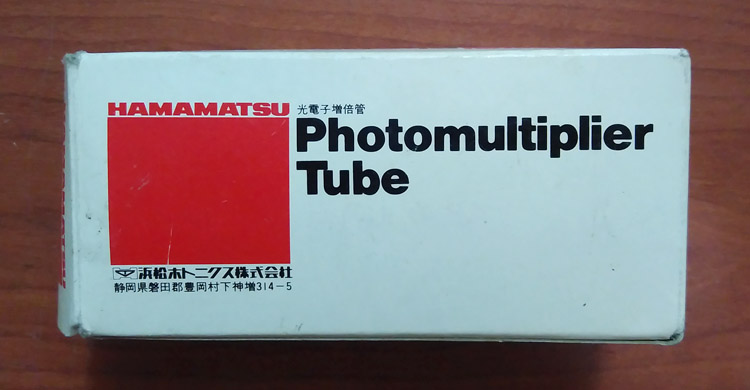 HAMAMATSU
光電子増倍管
Photomultiplier
Tube
浜松ホトニクス株式会社
静岡県磐田郡豊岡村下神増314-5